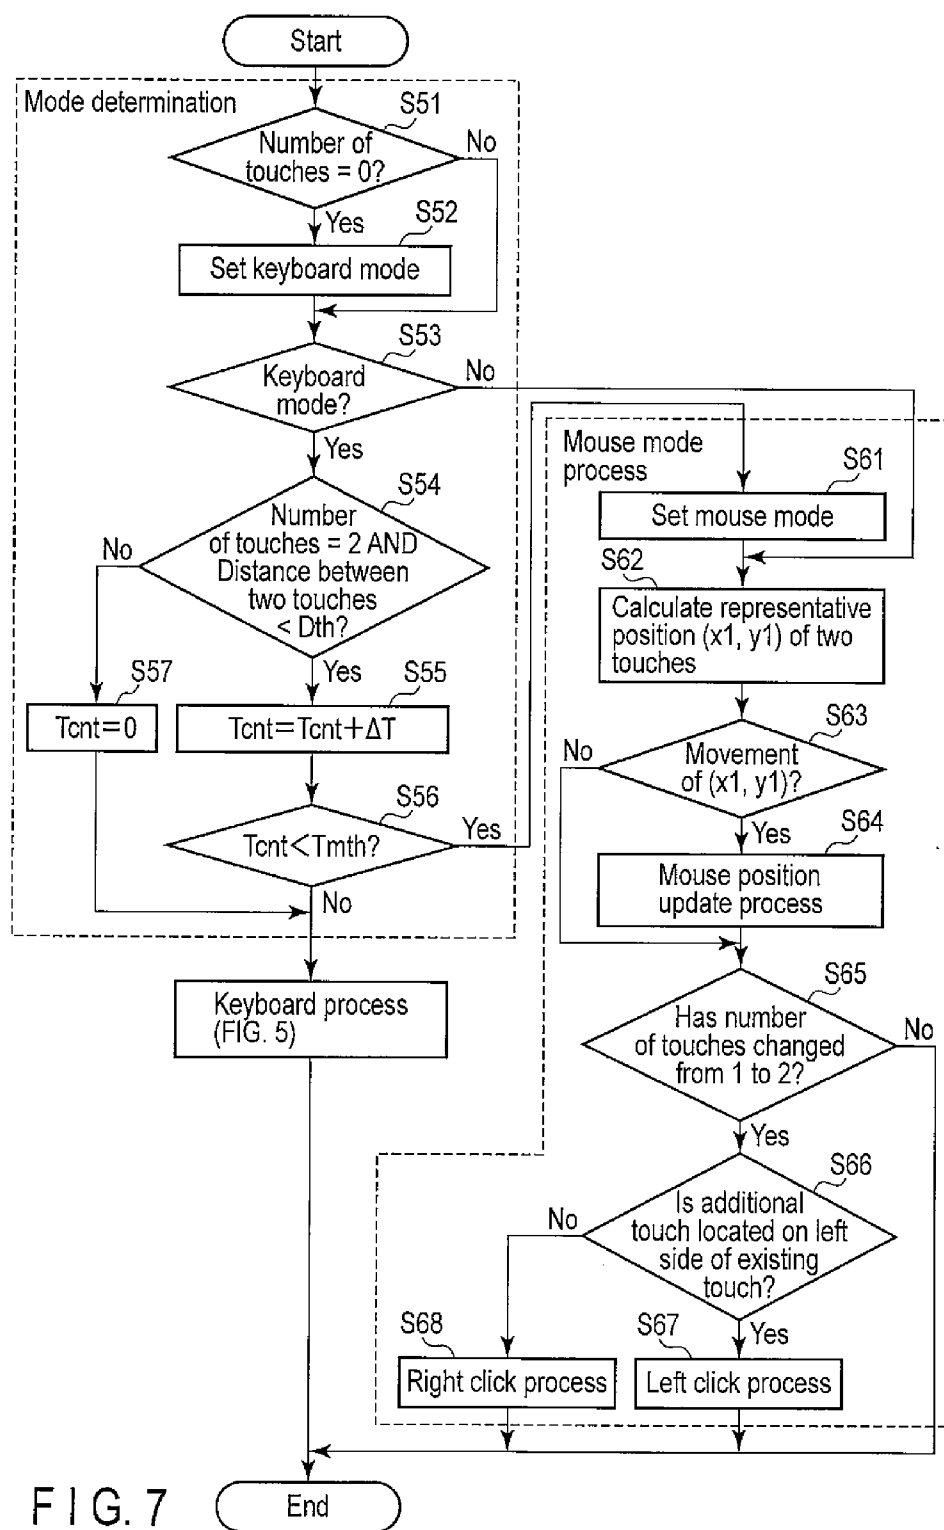 Start
Mode determination
S51
Number of
touches = 0?
No
Yes
S52
Set keyboard mode
S53
Keyboard
mode?
No
Yes
S54
Number
of touches = 2 AND
Distance between
two touches
< Dth?
No
Yes
S57
Tcnt=0
S55
Tcnt=Tcnt+ΔT
S56
Tcnt<Tmth?
Yes
No
Keyboard process
(FIG. 5)
Mouse mode
process
S61
Set mouse mode
S62
Calculate representative
position (x1, y1) of two
touches
S63
Movement
of (x1, y1)?
No
Yes
S64
Mouse position
update process
S65
Has number
of touches changed
from 1 to 2?
No
Yes
S66
Is additional
touch located on left
side of existing
touch?
No
Yes
S68
Right click process
S67
Left click process
End
FIG. 7